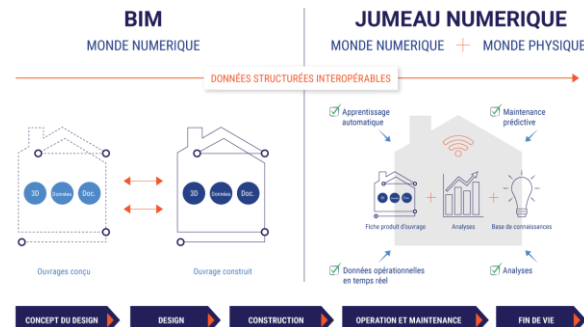 BIM
MONDE NUMERIQUE
JUMEAU NUMERIQUE
MONDE NUMERIQUE + MONDE PHYSIQUE
DONNÉES STRUCTURÉES INTEROPÉRABLES
3D Données Doc.
Ouvrages conçu
3D Données Doc.
Ouvrage construit
Apprentissage
automatique
Maintenance
prédictive
Fiche produit d'ouvrage
Analyses
Base de connaissances
Données opérationnelles
en temps réel
Analyses
CONCEPT DU DESIGN
DESIGN
CONSTRUCTION
OPERATION ET MAINTENANCE
FIN DE VIE